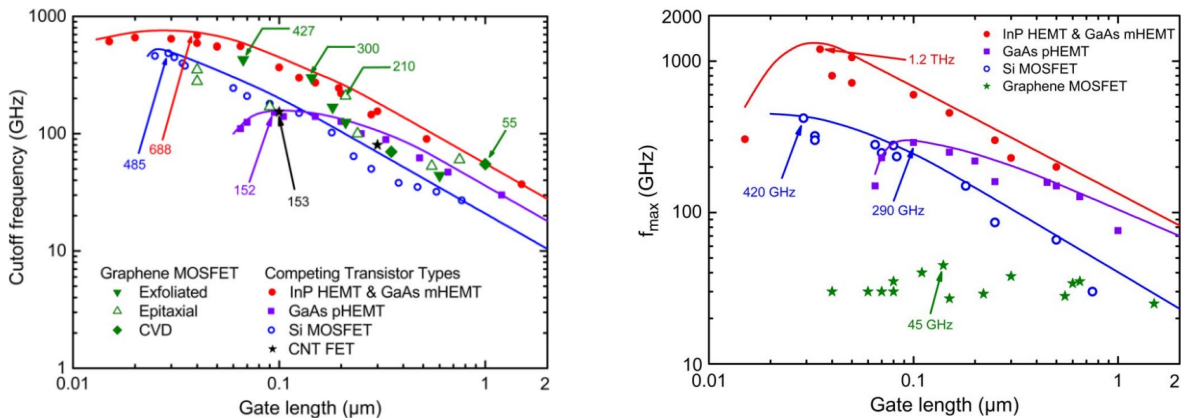 Cutoff frequency (GHz)
1000
100
10
1
427
300
210
55
485
688
152
153
Graphene MOSFET
Exfoliated
Epitaxial
CVD
Competing Transistor Types
InP HEMT & GaAs mHEMT
GaAs pHEMT
Si MOSFET
CNT FET
0.01
0.1
1
2
Gate length (µm)
f_max (GHz)
2000
1000
100
10
InP HEMT & GaAs mHEMT
GaAs pHEMT
Si MOSFET
Graphene MOSFET
1.2 THz
420 GHz
290 GHz
45 GHz
0.01
0.1
1
2
Gate length (µm)